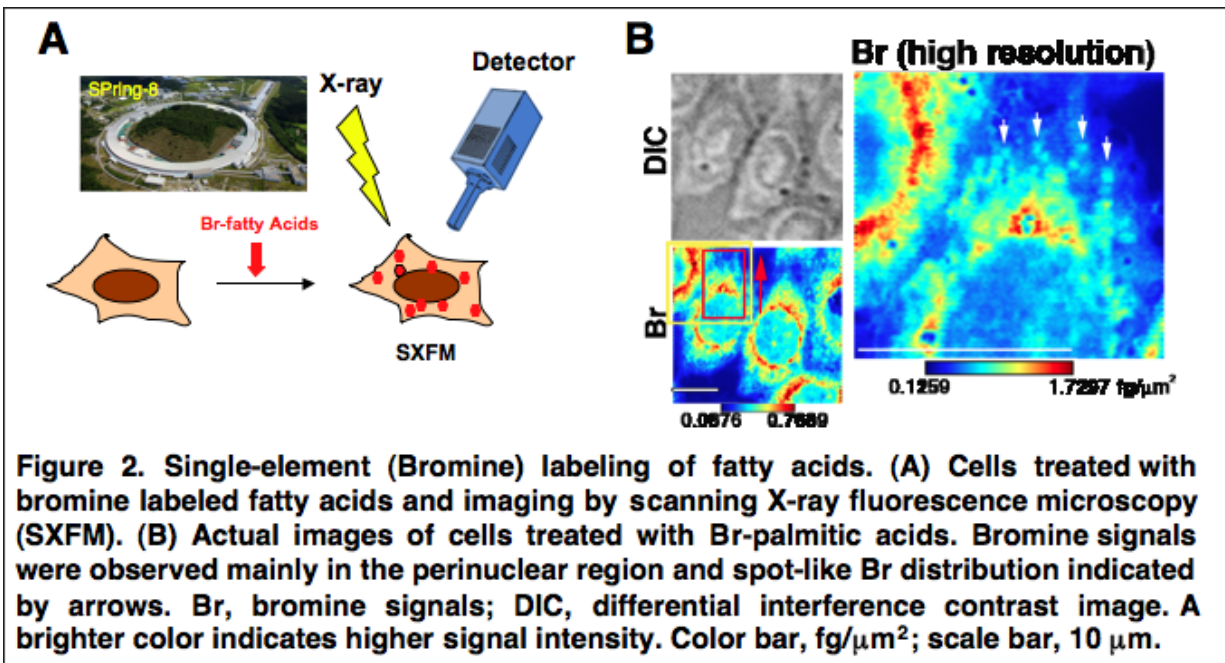 A
SPring-8
X-ray
Detector
Br-fatty Acids
SXFM
B
Br (high resolution)
DIC
Br
fg/μm²
Figure 2. Single-element (Bromine) labeling of fatty acids. (A) Cells treated with
bromine labeled fatty acids and imaging by scanning X-ray fluorescence microscopy
(SXFM). (B) Actual images of cells treated with Br-palmitic acids. Bromine signals
were observed mainly in the perinuclear region and spot-like Br distribution indicated
by arrows. Br, bromine signals; DIC, differential interference contrast image. A
brighter color indicates higher signal intensity. Color bar, fg/μm²; scale bar, 10 μm.